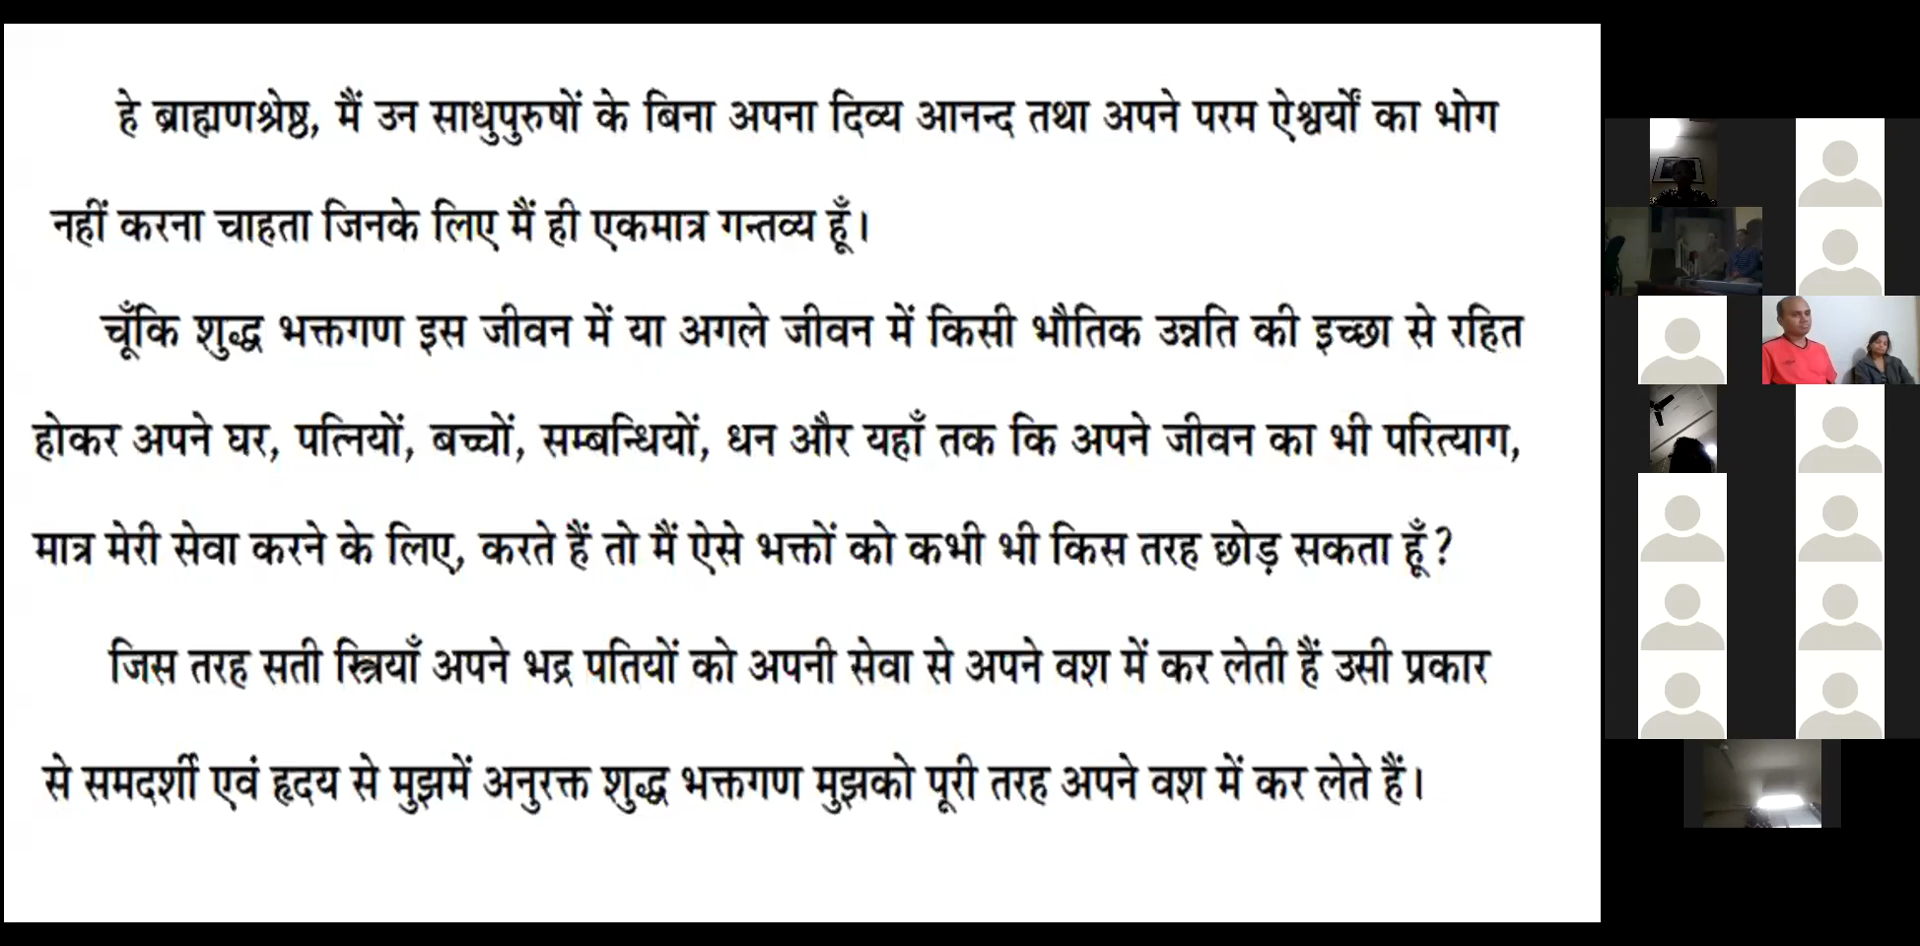 हे ब्राह्मणश्रेष्ठ, मैं उन साधुपुरुषों के बिना अपना दिव्य आनन्द तथा अपने परम ऐश्वर्यों का भोग
नहीं करना चाहता जिनके लिए मैं ही एकमात्र गन्तव्य हूँ।
चूँकि शुद्ध भक्तगण इस जीवन में या अगले जीवन में किसी भौतिक उन्नति की इच्छा से रहित
होकर अपने घर, पत्नियों, बच्चों, सम्बन्धियों, धन और यहाँ तक कि अपने जीवन का भी परित्याग,
मात्र मेरी सेवा करने के लिए, करते हैं तो मैं ऐसे भक्तों को कभी भी किस तरह छोड़ सकता हूँ?
जिस तरह सती स्त्रियाँ अपने भद्र पतियों को अपनी सेवा से अपने वश में कर लेती हैं उसी प्रकार
से समदर्शी एवं हृदय से मुझमें अनुरक्त शुद्ध भक्तगण मुझको पूरी तरह अपने वश में कर लेते हैं।